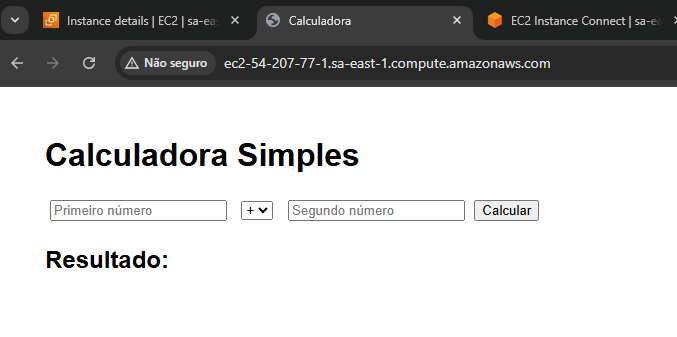 Instance details | EC2 | sa-eas
Calculadora
EC2 Instance Connect | sa-ea
Não seguro
ec2-54-207-77-1.sa-east-1.compute.amazonaws.com
Calculadora Simples
Primeiro número + Segundo número Calcular
Resultado: